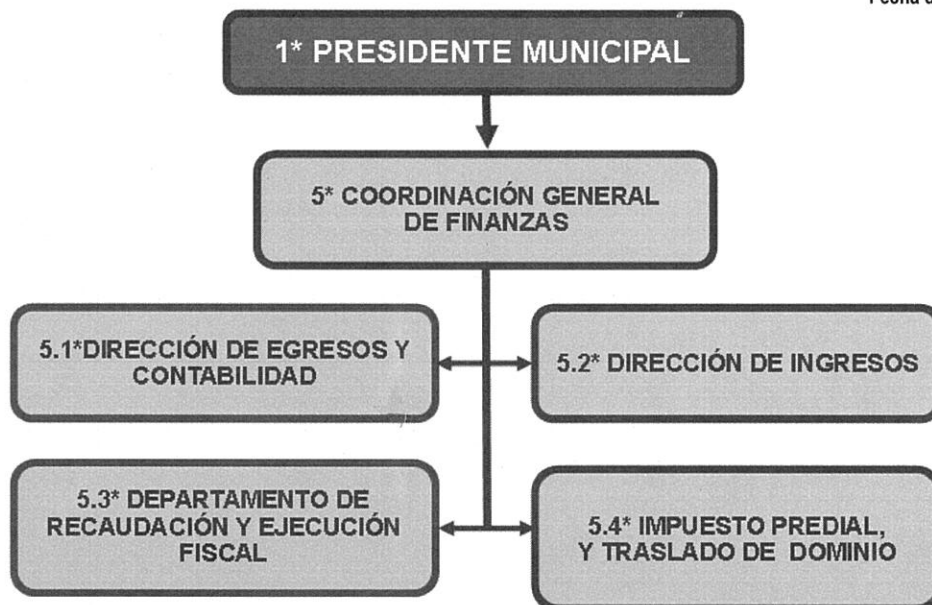 1* PRESIDENTE MUNICIPAL
5* COORDINACIÓN GENERAL
DE FINANZAS
5.1*DIRECCIÓN DE EGRESOS Y
CONTABILIDAD
5.2* DIRECCIÓN DE INGRESOS
5.3* DEPARTAMENTO DE
RECAUDACIÓN Y EJECUCIÓN
FISCAL
5.4* IMPUESTO PREDIAL,
Y TRASLADO DE DOMINIO